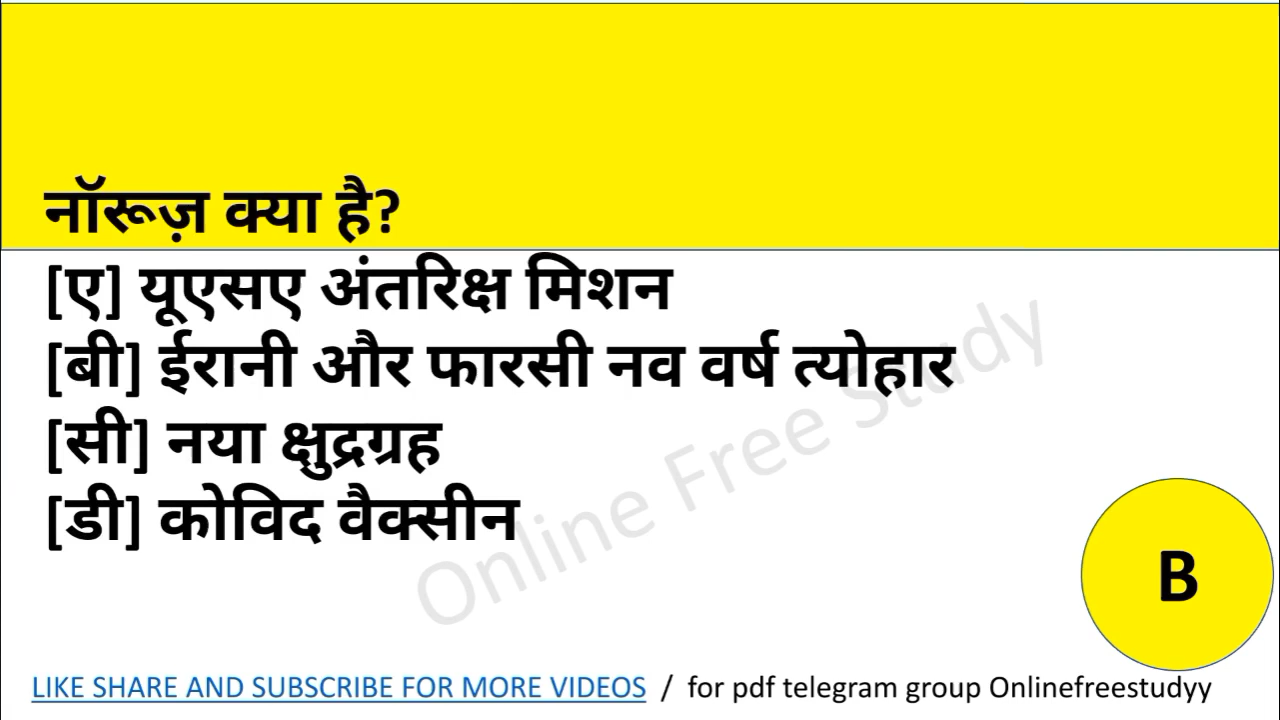 नॉरूज़ क्या है?
[ए] यूएसए अंतरिक्ष मिशन
[बी] ईरानी और फारसी नव वर्ष त्योहार
[सी] नया क्षुद्रग्रह
[डी] कोविद वैक्सीन
Online Free Study
B
LIKE SHARE AND SUBSCRIBE FOR MORE VIDEOS / for pdf telegram group Onlinefreestudyy